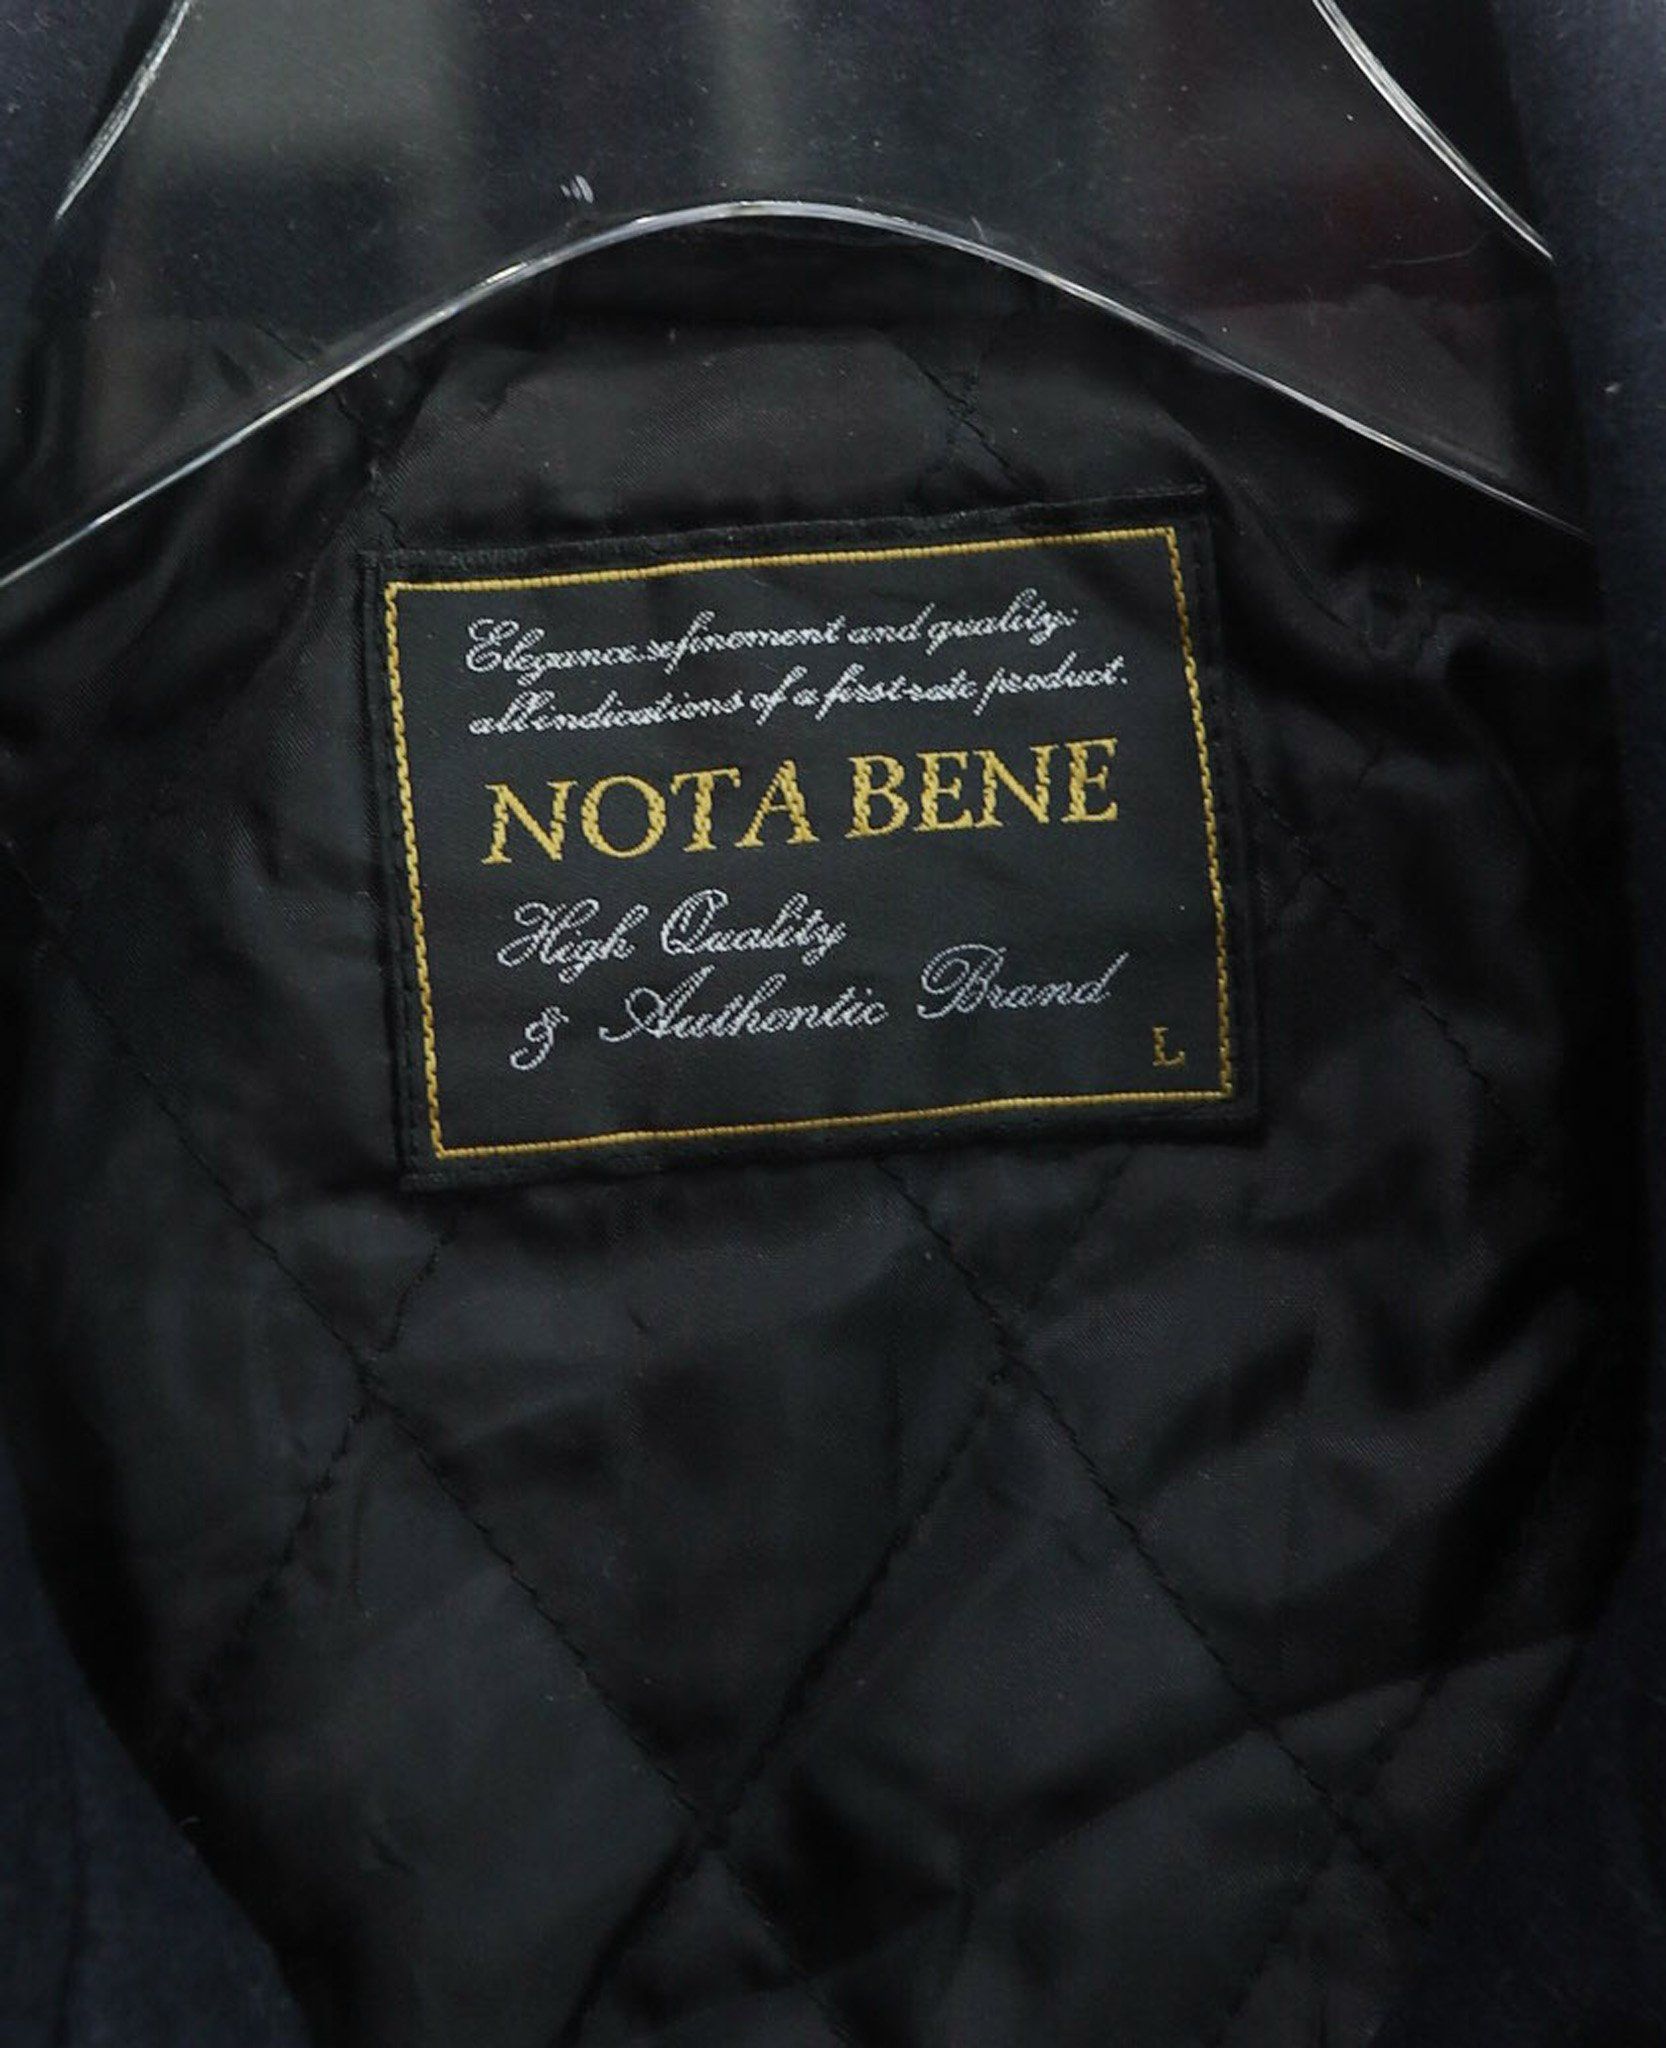 Elegance.refinement and quality:
all indications of a first rate product.
NOTA BENE
High Quality
& Authentic Brand
L